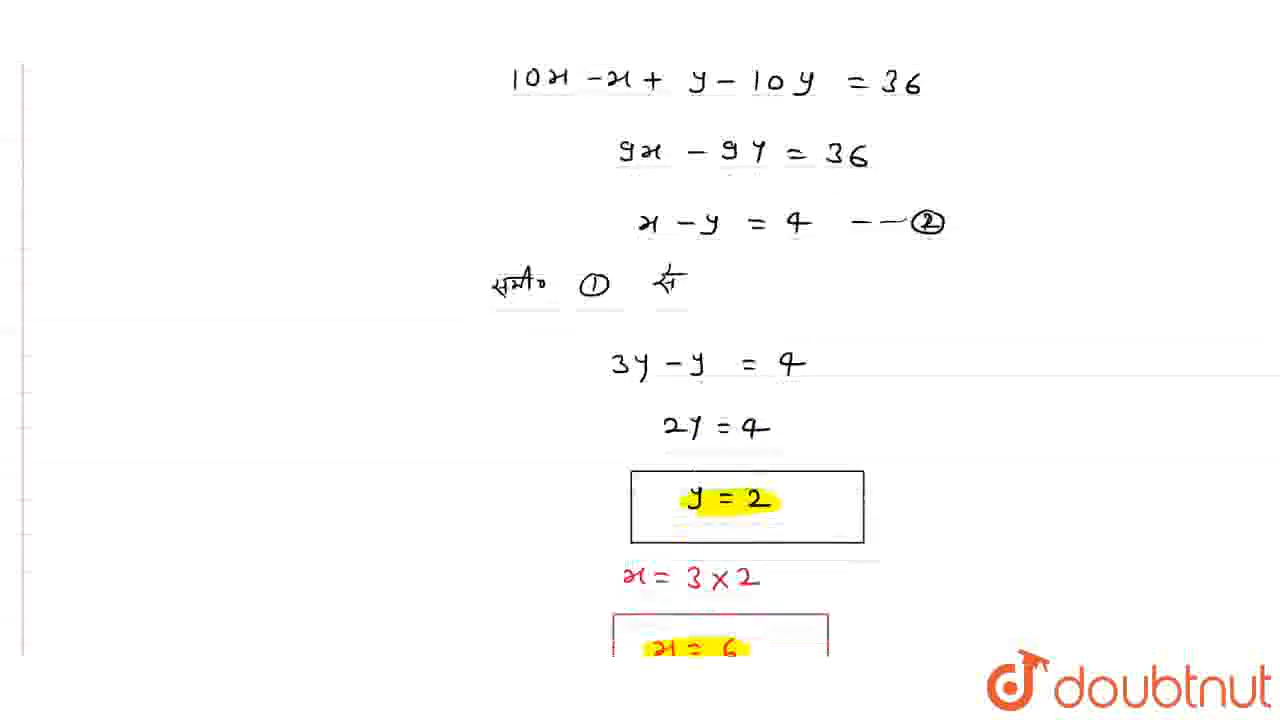 10x - x + y - 10y = 36
9x - 9y = 36
x - y = 4 -- ②
समी० ① से
3y - y = 4
2y = 4
y = 2
x = 3 × 2
x = 6
doubtnut